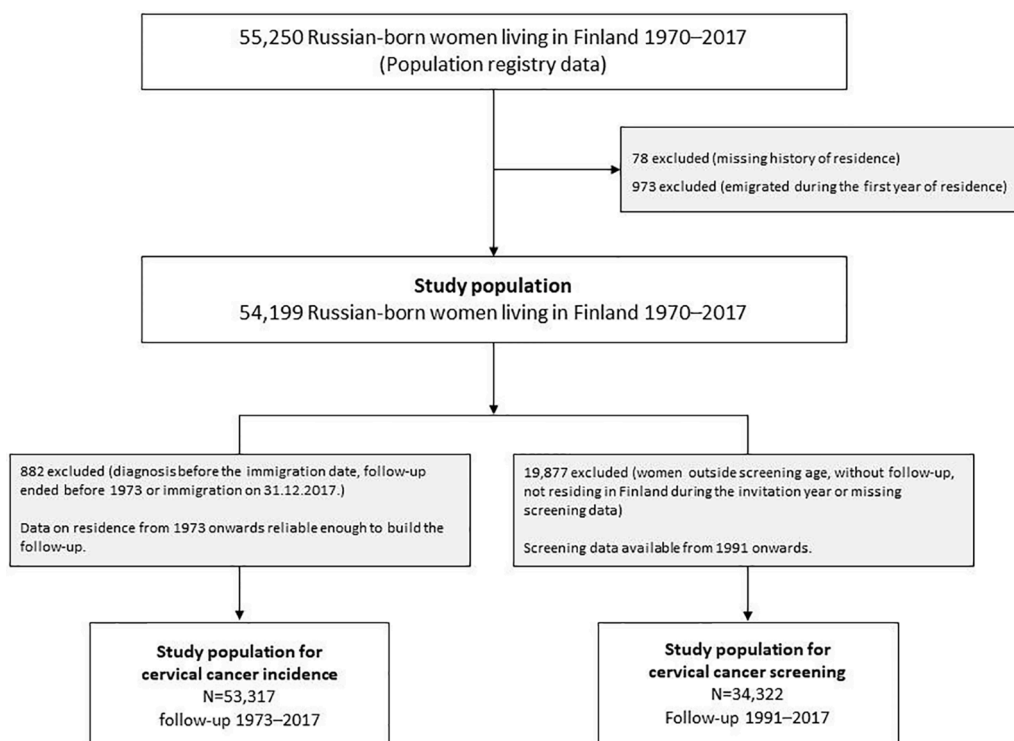 55,250 Russian-born women living in Finland 1970–2017
(Population registry data)
78 excluded (missing history of residence)
973 excluded (emigrated during the first year of residence)
Study population
54,199 Russian-born women living in Finland 1970–2017
882 excluded (diagnosis before the immigration date, follow-up
ended before 1973 or immigration on 31.12.2017.)
Data on residence from 1973 onwards reliable enough to build the
follow-up.
19,877 excluded (women outside screening age, without follow-up,
not residing in Finland during the invitation year or missing
screening data)
Screening data available from 1991 onwards.
Study population for
cervical cancer incidence
N=53,317
follow-up 1973–2017
Study population for
cervical cancer screening
N=34,322
Follow-up 1991–2017